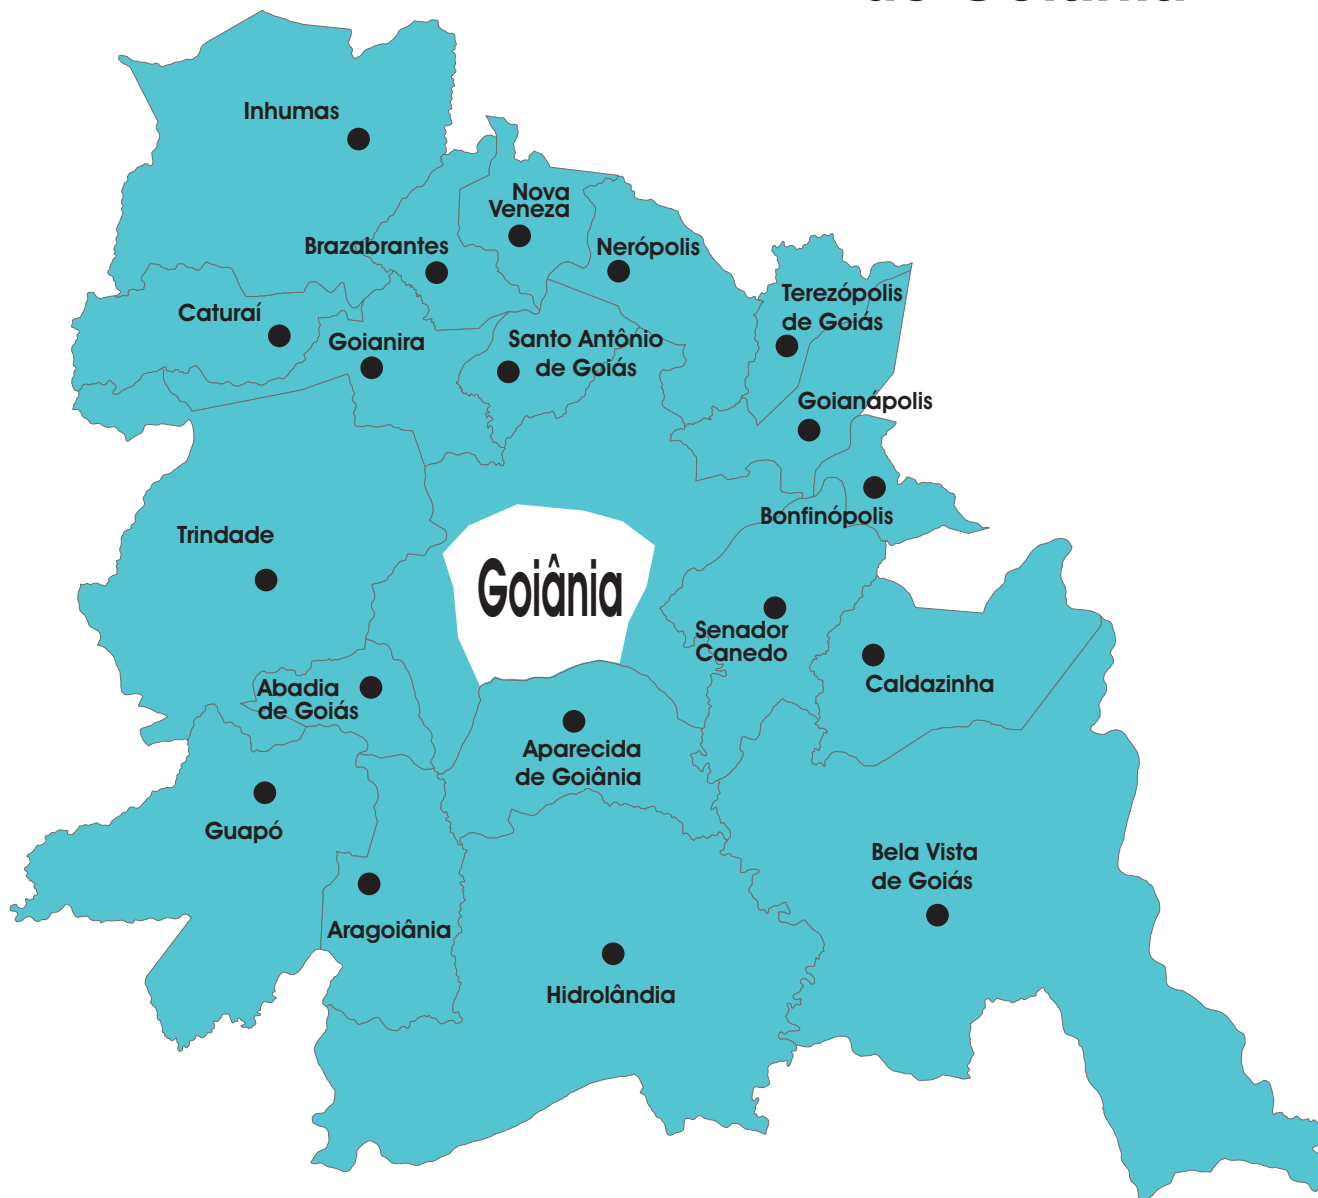 Inhumas
Nova
Veneza
Brazabrantes
Nerópolis
Terezópolis
de Goiás
Caturaí
Goianira
Santo Antônio
de Goiás
Goianápolis
Bonfinópolis
Trindade
Goiânia
Senador
Canedo
Caldazinha
Abadia
de Goiás
Aparecida
de Goiânia
Guapó
Bela Vista
de Goiás
Aragoiânia
Hidrolândia